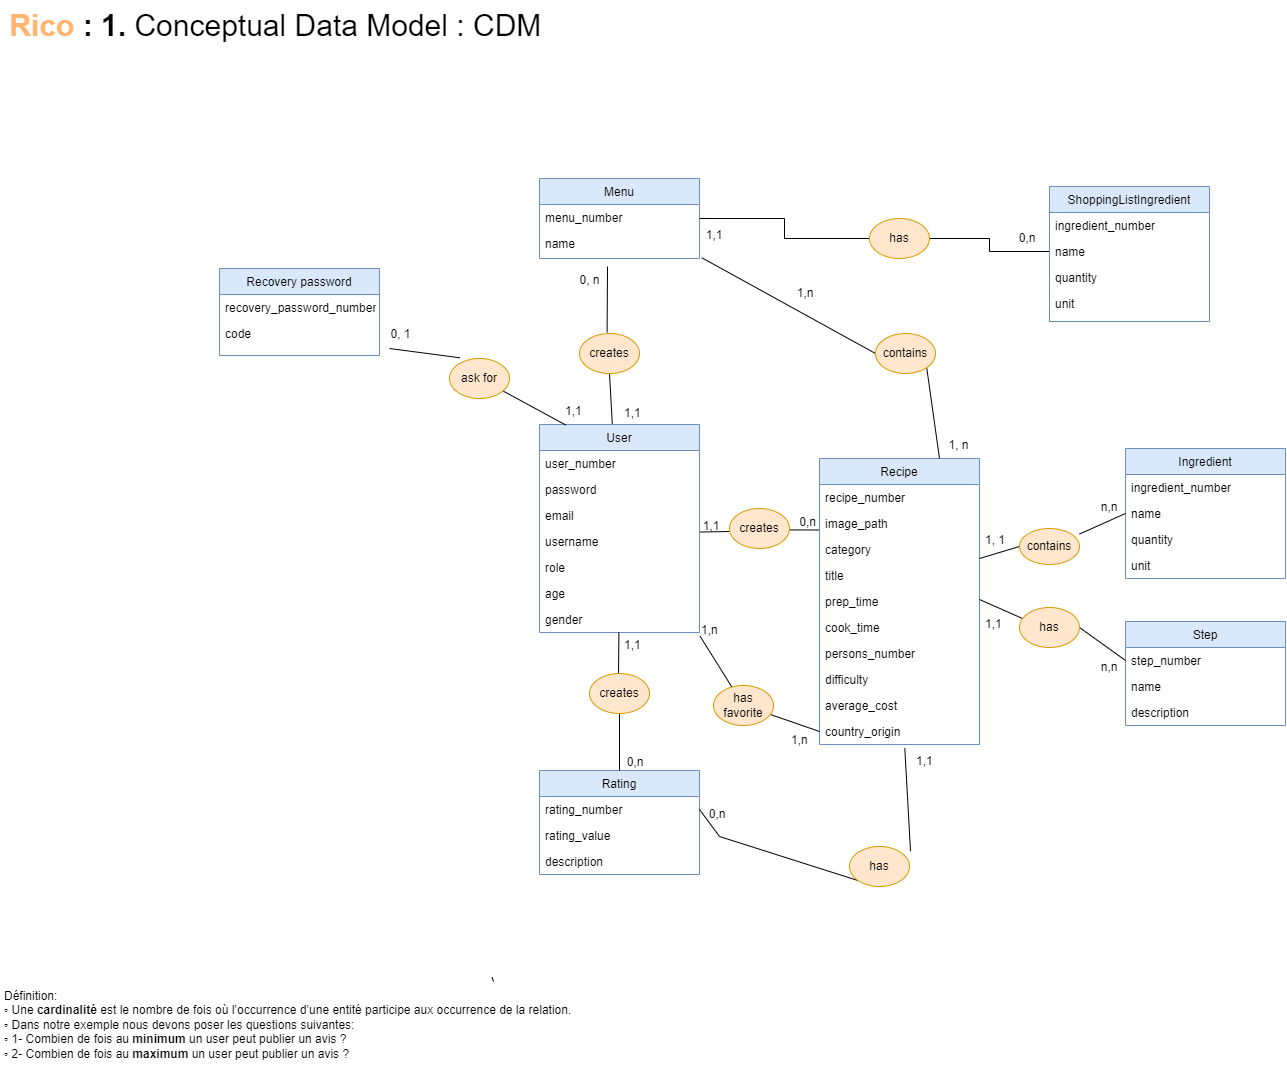 Rico : 1. Conceptual Data Model : CDM
Menu
menu_number
name
1,1
has
0,n
ShoppingListIngredient
ingredient_number
name
quantity
unit
Recovery password
recovery_password_number
code
0, 1
ask for
1,1
0, n
creates
1,1
1,n
contains
1, n
User
user_number
password
email
username
role
age
gender
1,1
creates
0,n
Recipe
recipe_number
image_path
category
title
prep_time
cook_time
persons_number
difficulty
average_cost
country_origin
1, 1
contains
n,n
Ingredient
ingredient_number
name
quantity
unit
1,1
has
n,n
Step
step_number
name
description
1,n
has
favorite
1,n
1,1
creates
0,n
Rating
rating_number
rating_value
description
0,n
has
1,1
Définition:
◦ Une cardinalité est le nombre de fois où l'occurrence d'une entité participe aux occurrence de la relation.
◦ Dans notre exemple nous devons poser les questions suivantes:
◦ 1- Combien de fois au minimum un user peut publier un avis ?
◦ 2- Combien de fois au maximum un user peut publier un avis ?